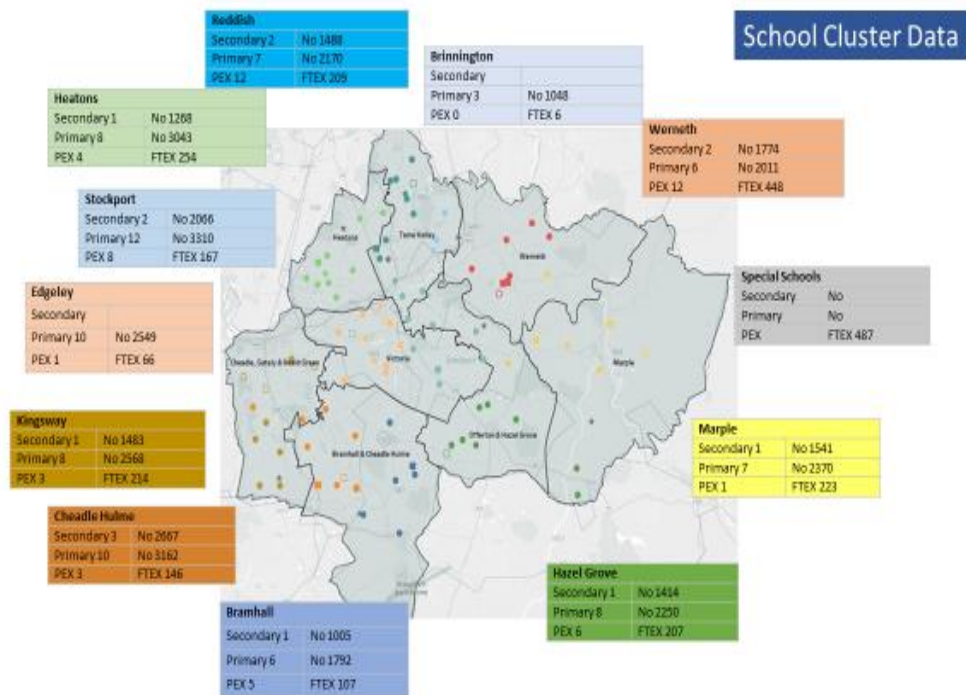 School Cluster Data
Reddish
Secondary 2 No 1488
Primary 7 No 2170
PEX 12 FTEX 209
Brinnington
Secondary
Primary 3 No 1048
PEX 0 FTEX 6
Heatons
Secondary 1 No 1268
Primary 8 No 3043
PEX 4 FTEX 254
Werneth
Secondary 2 No 1774
Primary 6 No 2011
PEX 12 FTEX 448
Stockport
Secondary 2 No 2066
Primary 12 No 3310
PEX 8 FTEX 167
Special Schools
Secondary No
Primary No
PEX FTEX 487
Edgeley
Secondary
Primary 10 No 2549
PEX 1 FTEX 66
Kingsway
Secondary 1 No 1483
Primary 8 No 2568
PEX 3 FTEX 214
Marple
Secondary 1 No 1541
Primary 7 No 2370
PEX 1 FTEX 223
Cheadle Hulme
Secondary 3 No 2667
Primary 10 No 3162
PEX 3 FTEX 146
Hazel Grove
Secondary 1 No 1414
Primary 8 No 2250
PEX 6 FTEX 207
Bramhall
Secondary 1 No 1005
Primary 6 No 1792
PEX 5 FTEX 107
Heatons
Tame Valley
Werneth
Victoria
Marple
Offerton & Hazel Grove
Bramhall & Cheadle Hulme